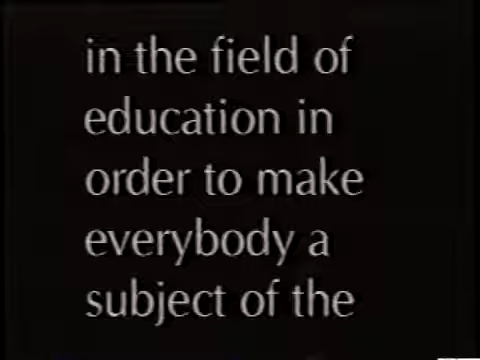 in the field of
education in
order to make
everybody a
subject of the